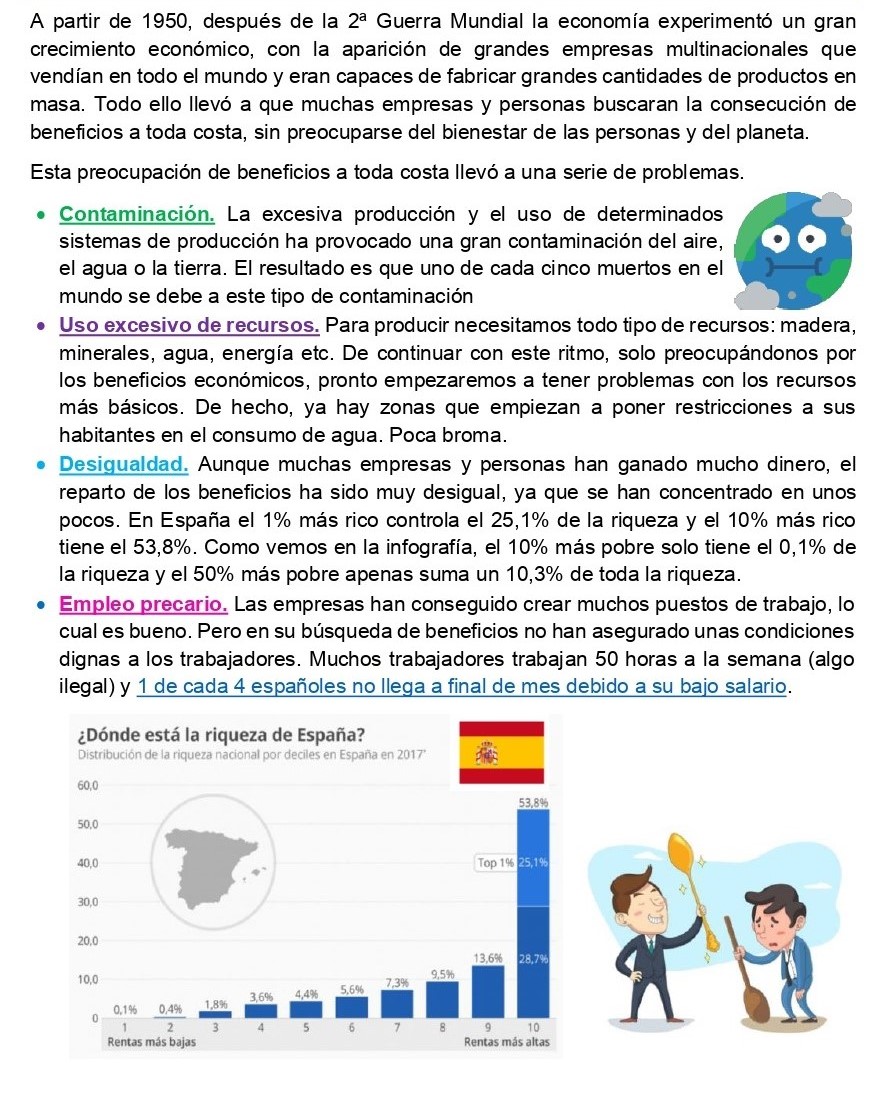 A partir de 1950, después de la 2ª Guerra Mundial la economía experimentó un gran
crecimiento económico, con la aparición de grandes empresas multinacionales que
vendían en todo el mundo y eran capaces de fabricar grandes cantidades de productos en
masa. Todo ello llevó a que muchas empresas y personas buscaran la consecución de
beneficios a toda costa, sin preocuparse del bienestar de las personas y del planeta.
Esta preocupación de beneficios a toda costa llevó a una serie de problemas.
• Contaminación. La excesiva producción y el uso de determinados
sistemas de producción ha provocado una gran contaminación del aire,
el agua o la tierra. El resultado es que uno de cada cinco muertos en el
mundo se debe a este tipo de contaminación
• Uso excesivo de recursos. Para producir necesitamos todo tipo de recursos: madera,
minerales, agua, energía etc. De continuar con este ritmo, solo preocupándonos por
los beneficios económicos, pronto empezaremos a tener problemas con los recursos
más básicos. De hecho, ya hay zonas que empiezan a poner restricciones a sus
habitantes en el consumo de agua. Poca broma.
• Desigualdad. Aunque muchas empresas y personas han ganado mucho dinero, el
reparto de los beneficios ha sido muy desigual, ya que se han concentrado en unos
pocos. En España el 1% más rico controla el 25,1% de la riqueza y el 10% más rico
tiene el 53,8%. Como vemos en la infografía, el 10% más pobre solo tiene el 0,1% de
la riqueza y el 50% más pobre apenas suma un 10,3% de toda la riqueza.
• Empleo precario. Las empresas han conseguido crear muchos puestos de trabajo, lo
cual es bueno. Pero en su búsqueda de beneficios no han asegurado unas condiciones
dignas a los trabajadores. Muchos trabajadores trabajan 50 horas a la semana (algo
ilegal) y 1 de cada 4 españoles no llega a final de mes debido a su bajo salario.
¿Dónde está la riqueza de España?
Distribución de la riqueza nacional por deciles en España en 2017*
60,0
53,8%
50,0
40,0
Top 1% 25,1%
30,0
20,0
13,6% 28,7%
10,0
0,1% 0,4% 1,8% 3,6% 4,4% 5,6% 7,3% 9,5%
0
1 2 3 4 5 6 7 8 9 10
Rentas más bajas Rentas más altas